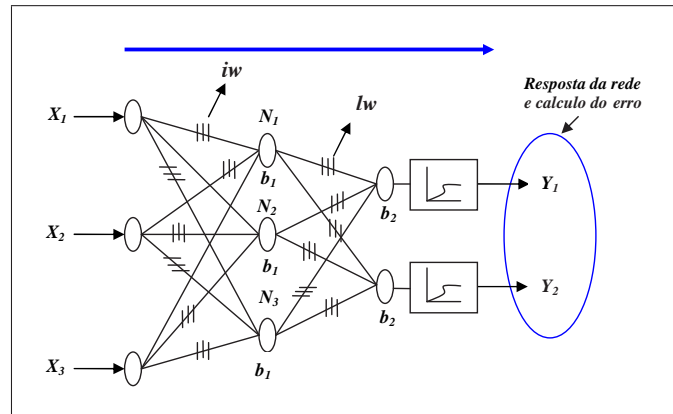 iw
Resposta da rede
e calculo do erro
X1
N1
lw
b1
Y1
b2
X2
N2
b1
N3
Y2
b2
X3
b1